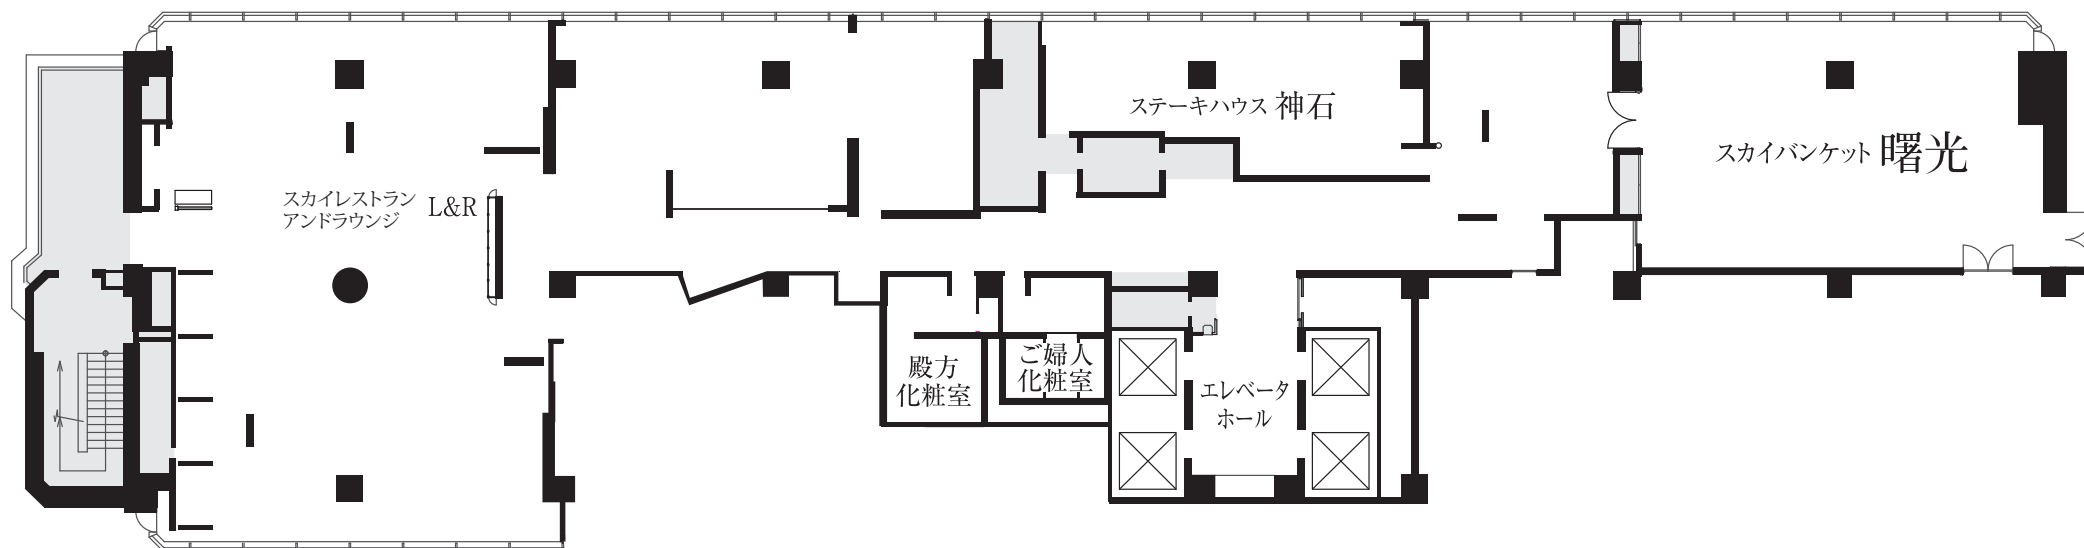 スカイレストラン
アンドラウンジ L&R
ステーキハウス 神石
スカイバンケット 曙光
殿方
化粧室
ご婦人
化粧室
エレベータ
ホール